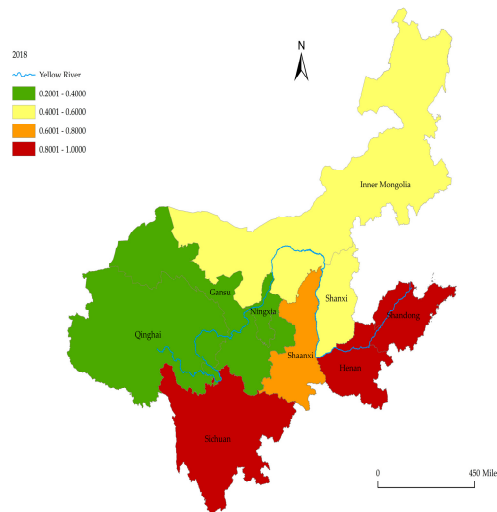 N
2018
Yellow River
0.2001 - 0.4000
0.4001 - 0.6000
0.6001 - 0.8000
0.8001 - 1.0000
Inner Mongolia
Gansu
Shanxi
Ningxia
Shandong
Qinghai
Shaanxi
Henan
Sichuan
0 450 Mile